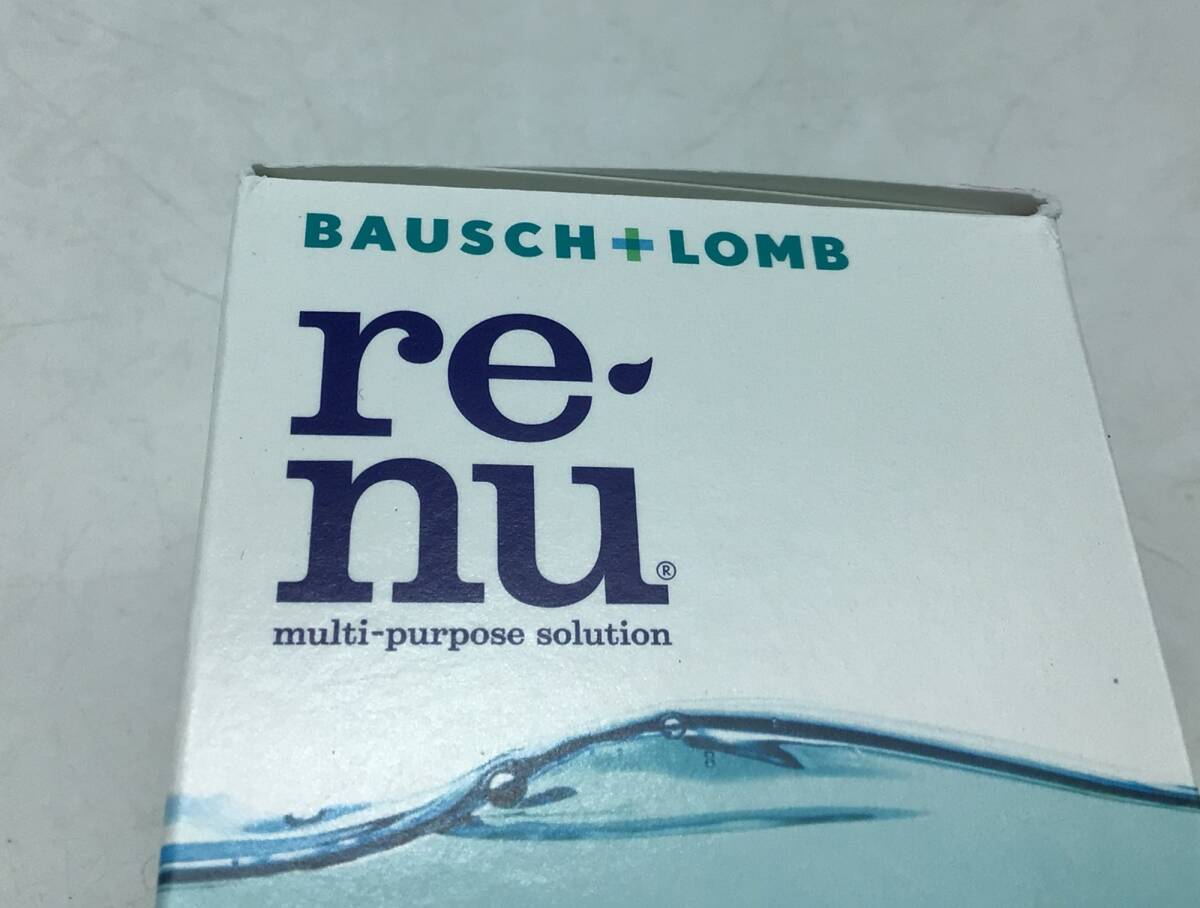 BAUSCH + LOMB
re-
nu®
multi-purpose solution